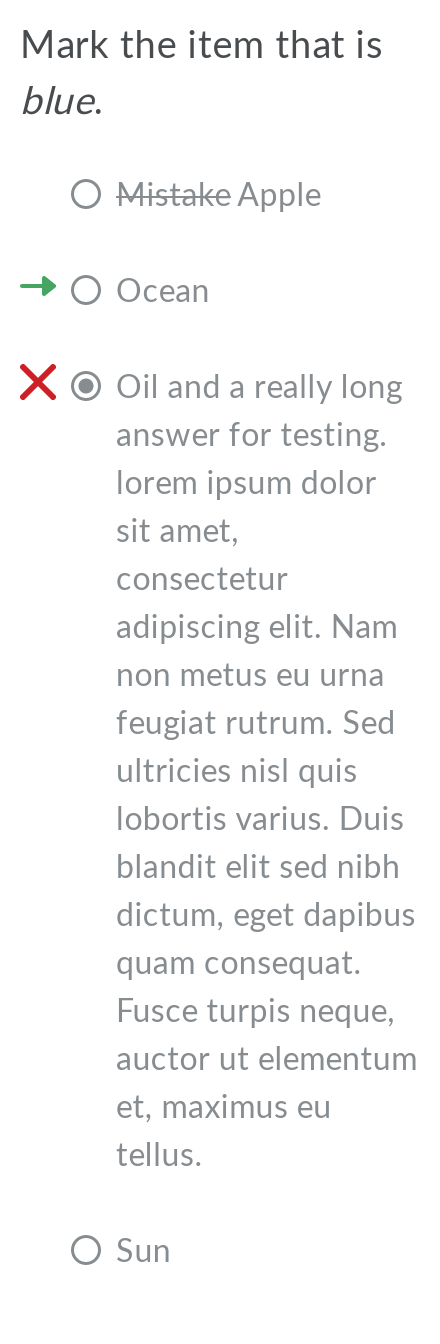 Mark the item that is
blue.
Mistake Apple
Ocean
Oil and a really long
answer for testing.
lorem ipsum dolor
sit amet,
consectetur
adipiscing elit. Nam
non metus eu urna
feugiat rutrum. Sed
ultricies nisl quis
lobortis varius. Duis
blandit elit sed nibh
dictum, eget dapibus
quam consequat.
Fusce turpis neque,
auctor ut elementum
et, maximus eu
tellus.
Sun